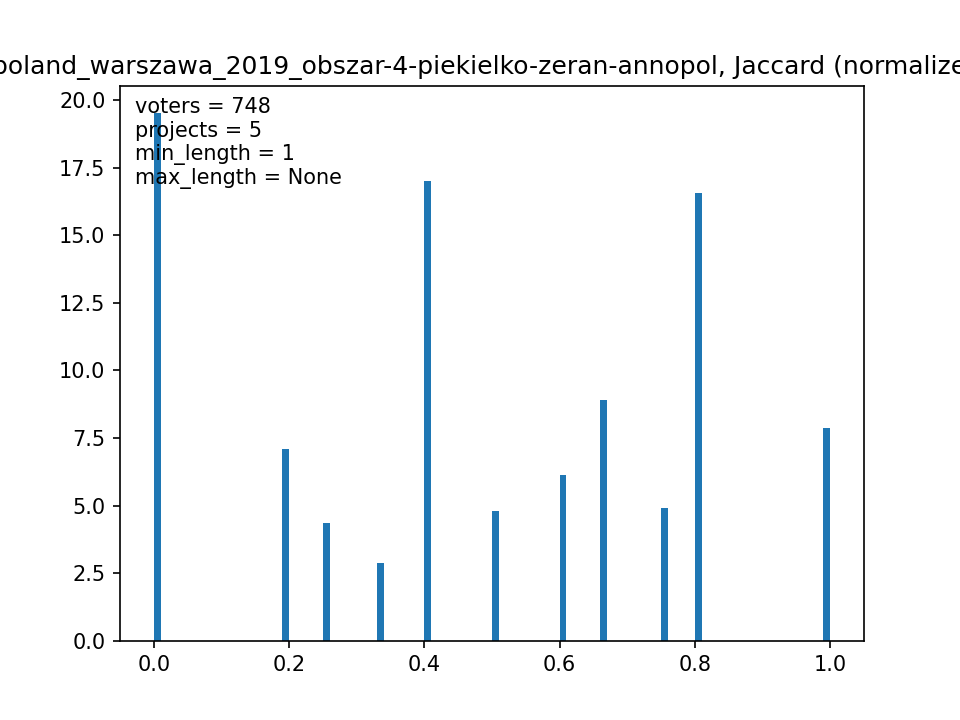 poland_warszawa_2019_obszar-4-piekielko-zeran-annopol, Jaccard (normalize
voters = 748
projects = 5
min_length = 1
max_length = None
20.0
17.5
15.0
12.5
10.0
7.5
5.0
2.5
0.0
0.0 0.2 0.4 0.6 0.8 1.0